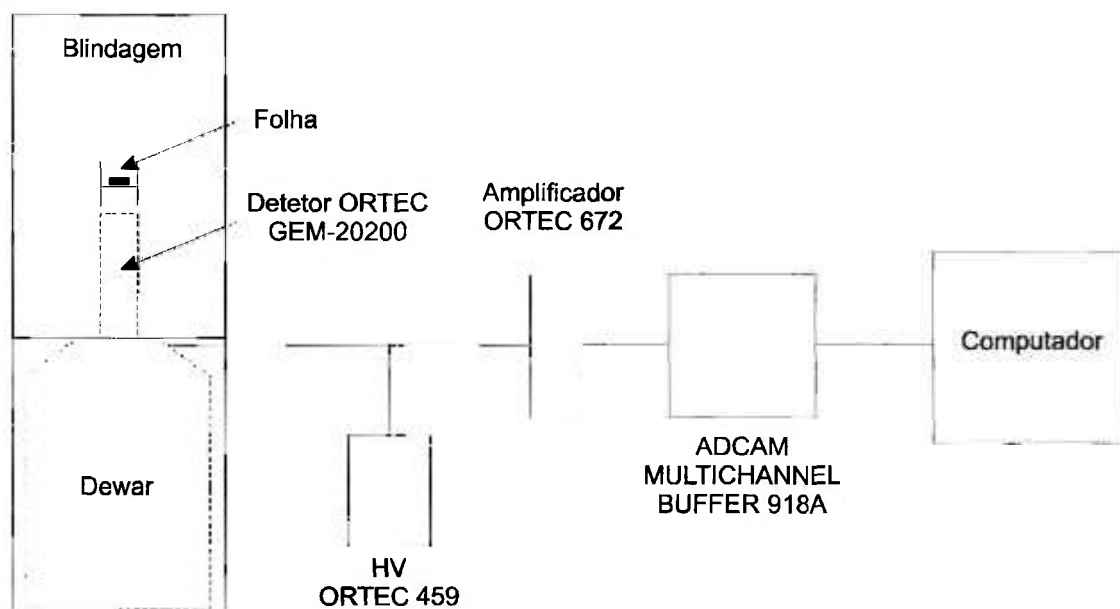 Blindagem
Folha
Detetor ORTEC
GEM-20200
Amplificador
ORTEC 672
Computador
ADCAM
MULTICHANNEL
BUFFER 918A
Dewar
HV
ORTEC 459